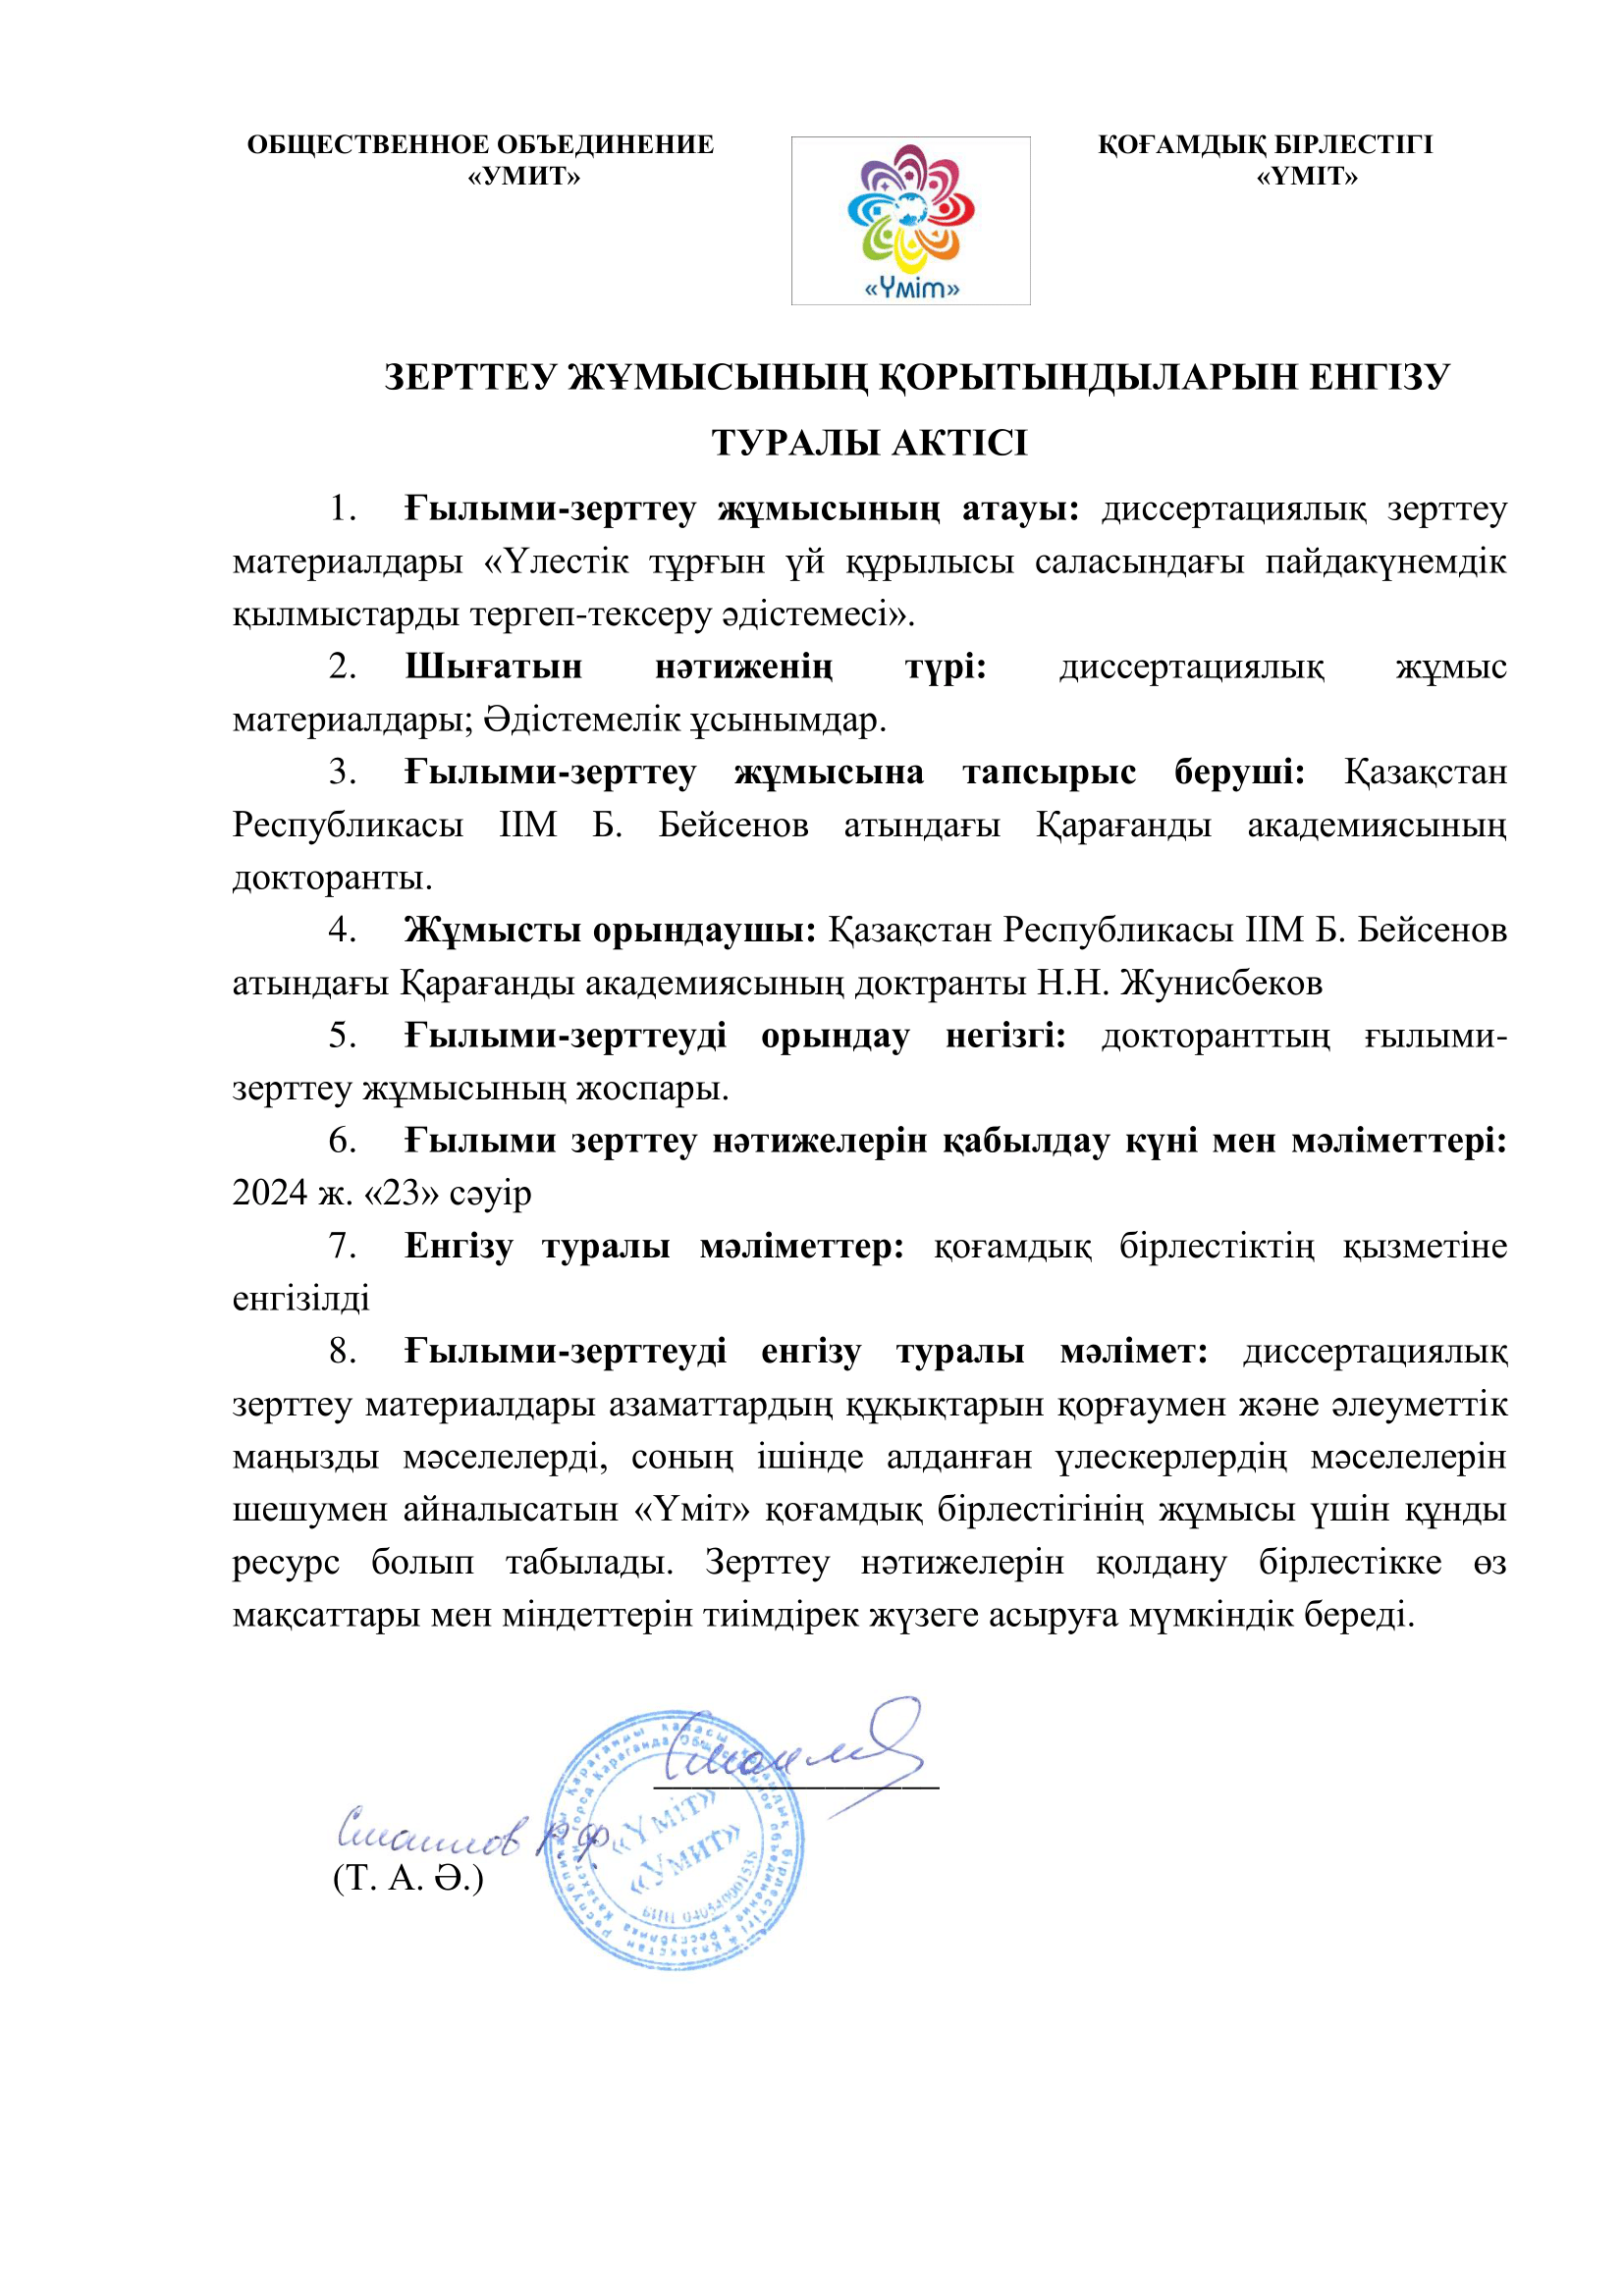 ОБЩЕСТВЕННОЕ ОБЪЕДИНЕНИЕ
«УМИТ»
ҚОҒАМДЫҚ БІРЛЕСТІГІ
«ҮМІТ»
«Үміт»
ЗЕРТТЕУ ЖҰМЫСЫНЫҢ ҚОРЫТЫНДЫЛАРЫН ЕНГІЗУ
ТУРАЛЫ АКТІСІ
1. Ғылыми-зерттеу жұмысының атауы: диссертациялық зерттеу
материалдары «Үлестік тұрғын үй құрылысы саласындағы пайдакүнемдік
қылмыстарды тергеп-тексеру әдістемесі».
2. Шығатын нәтиженің түрі: диссертациялық жұмыс
материалдары; Әдістемелік ұсынымдар.
3. Ғылыми-зерттеу жұмысына тапсырыс беруші: Қазақстан
Республикасы ІІМ Б. Бейсенов атындағы Қарағанды академиясының
докторанты.
4. Жұмысты орындаушы: Қазақстан Республикасы ІІМ Б. Бейсенов
атындағы Қарағанды академиясының доктранты Н.Н. Жунисбеков
5. Ғылыми-зерттеуді орындау негізгі: докторанттың ғылыми-
зерттеу жұмысының жоспары.
6. Ғылыми зерттеу нәтижелерін қабылдау күні мен мәліметтері:
2024 ж. «23» сәуір
7. Енгізу туралы мәліметтер: қоғамдық бірлестіктің қызметіне
енгізілді
8. Ғылыми-зерттеуді енгізу туралы мәлімет: диссертациялық
зерттеу материалдары азаматтардың құқықтарын қорғаумен және әлеуметтік
маңызды мәселелерді, соның ішінде алданған үлескерлердің мәселелерін
шешумен айналысатын «Үміт» қоғамдық бірлестігінің жұмысы үшін құнды
ресурс болып табылады. Зерттеу нәтижелерін қолдану бірлестікке өз
мақсаттары мен міндеттерін тиімдірек жүзеге асыруға мүмкіндік береді.
Смаилов Р.Ф.
(Т. А. Ә.)
«Үміт»
«Умит»